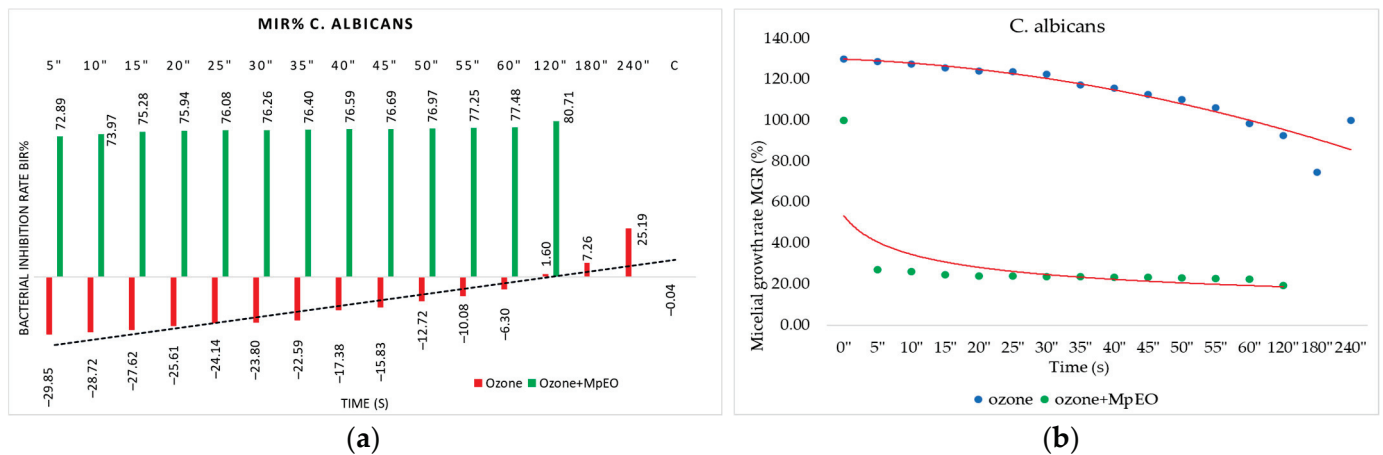 MIR% C. ALBICANS
5" 10" 15" 20" 25" 30" 35" 40" 45" 50" 55" 60" 120" 180" 240" C
BACTERIAL INHIBITION RATE BIR%
72.89 73.97 75.28 75.94 76.08 76.26 76.40 76.59 76.69 76.97 77.25 77.48 80.71
1.60 7.26 25.19
−29.85 −28.72 −27.62 −25.61 −24.14 −23.80 −22.59 −17.38 −15.83 −12.72 −10.08 −6.30 −0.04
Ozone Ozone+MpEO
TIME (S)
(a)
C. albicans
Micelial growth rate MGR (%)
140.00
120.00
100.00
80.00
60.00
40.00
20.00
0.00
0" 5" 10" 15" 20" 25" 30" 35" 40" 45" 50" 55" 60" 120" 180" 240"
Time (s)
ozone ozone+MpEO
(b)